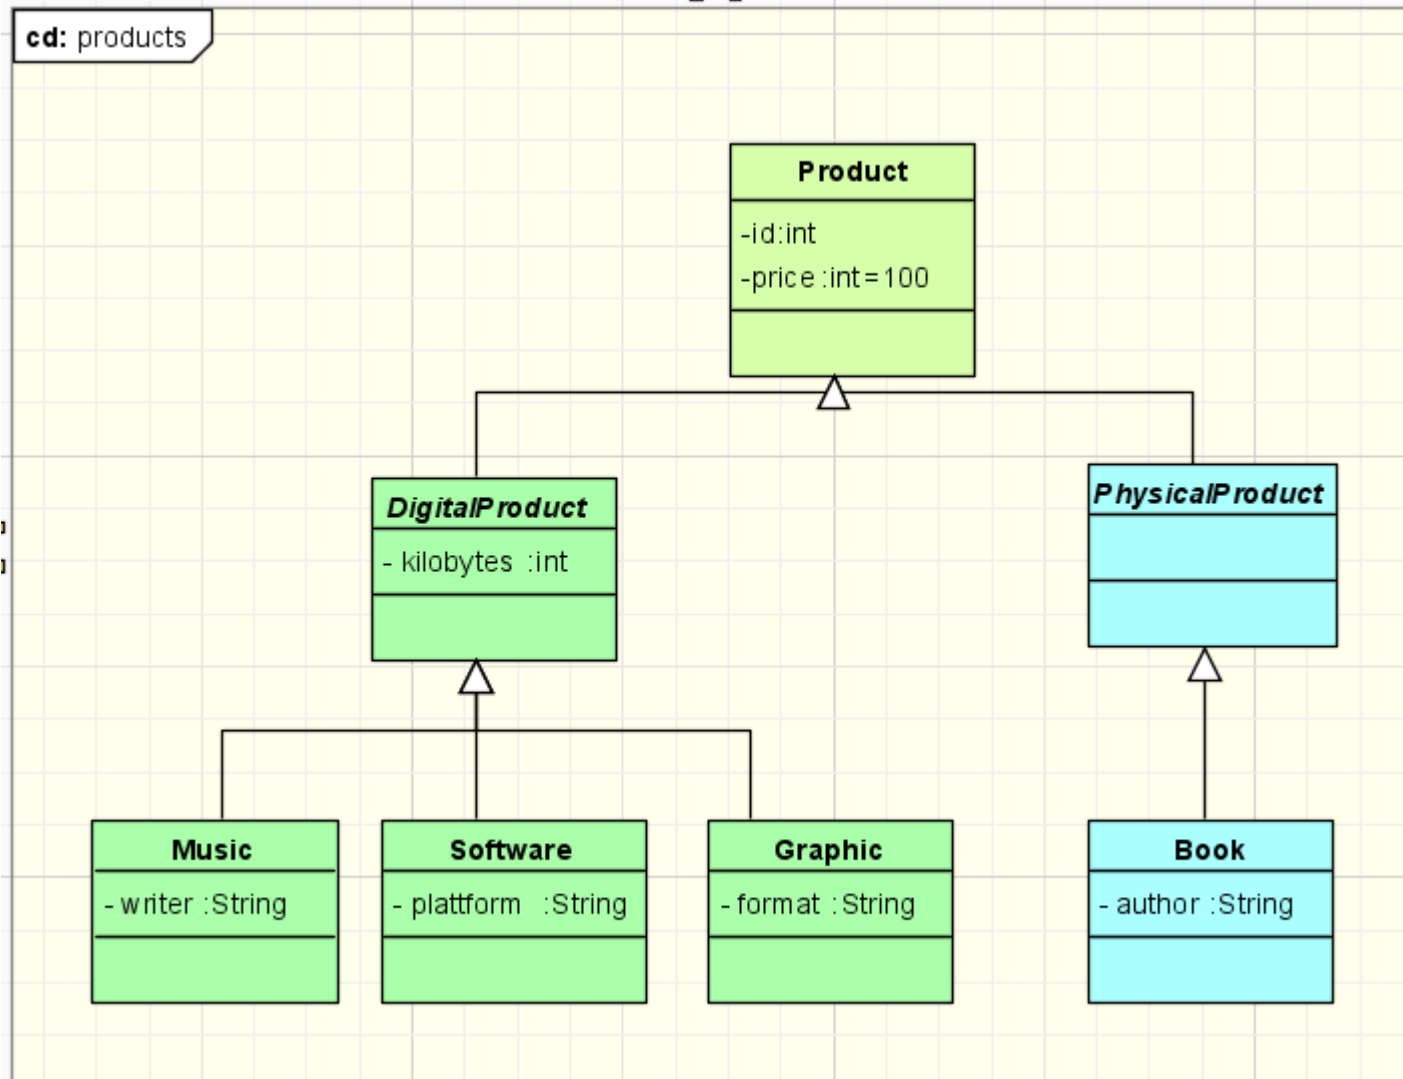 cd: products
Product
-id:int
-price:int=100
DigitalProduct
- kilobytes :int
PhysicalProduct
Music
- writer :String
Software
- plattform :String
Graphic
- format :String
Book
- author :String